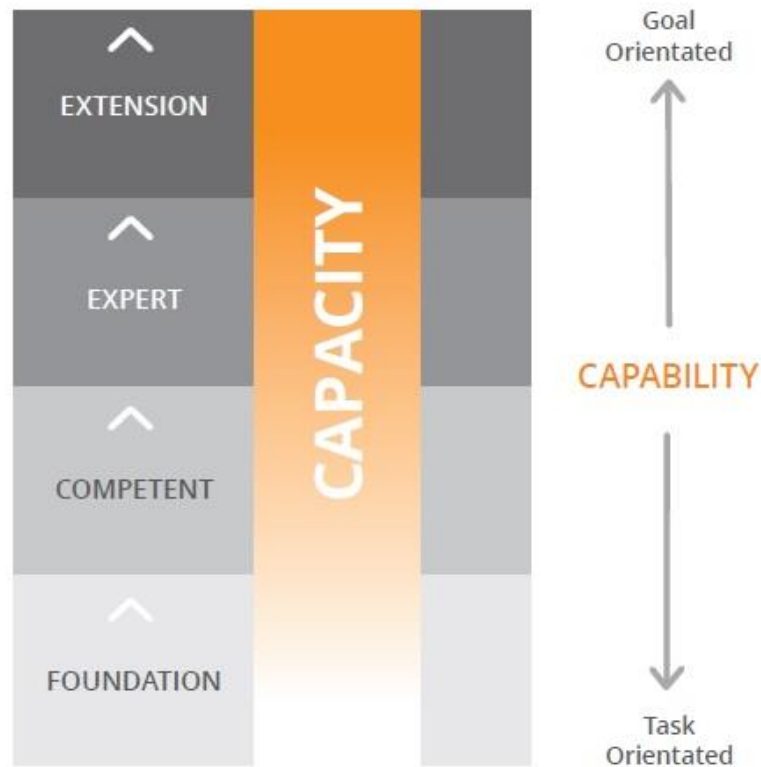 EXTENSION
EXPERT
COMPETENT
FOUNDATION
CAPACITY
Goal
Orientated
CAPABILITY
Task
Orientated